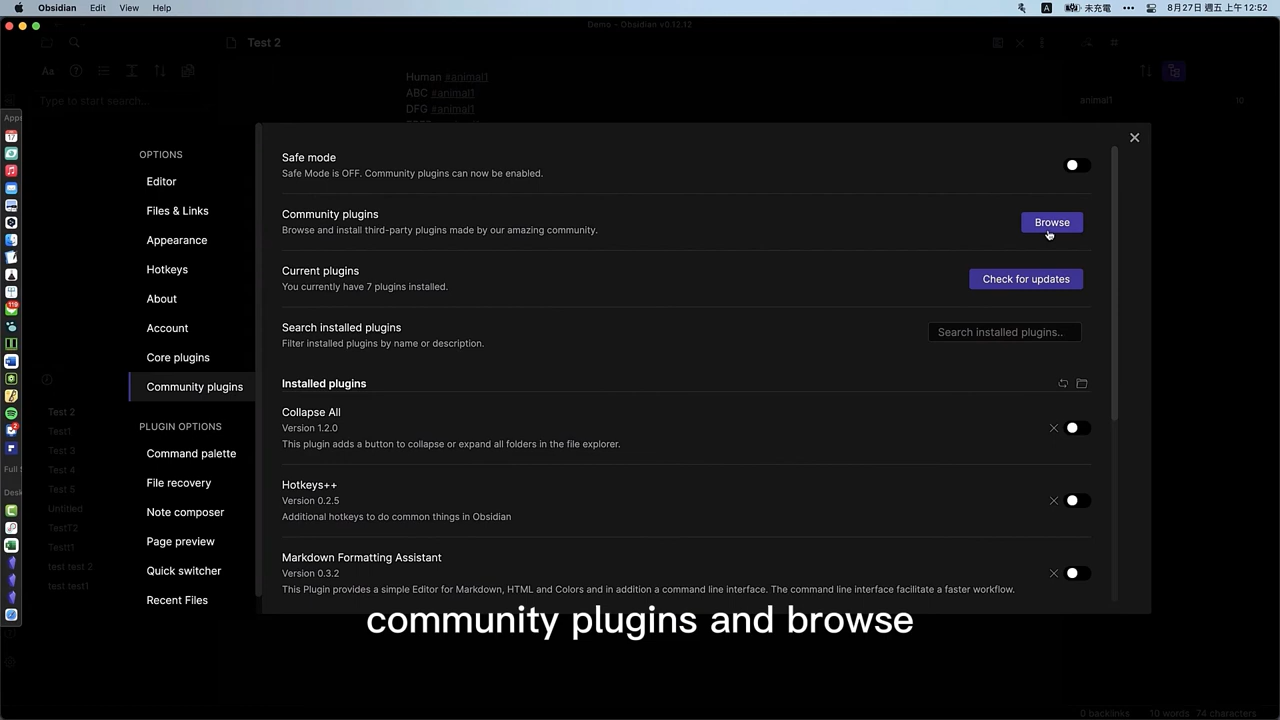 Obsidian Edit View Help
A 未充電 8月27日 週五 上午 12:52
Demo - Obsidian v0.12.12
Test 2
Aa
Human #animal1
ABC #animal1
DFG #animal1
Type to start search...
animal1 10
Apps
17
OPTIONS
Editor
Files & Links
Appearance
Hotkeys
About
Account
Core plugins
Community plugins
PLUGIN OPTIONS
Command palette
File recovery
Note composer
Page preview
Quick switcher
Recent Files
Safe mode
Safe Mode is OFF. Community plugins can now be enabled.
Community plugins
Browse and install third-party plugins made by our amazing community.
Browse
Current plugins
You currently have 7 plugins installed.
Check for updates
Search installed plugins
Filter installed plugins by name or description.
Search installed plugins..
Installed plugins
Collapse All
Version 1.2.0
This plugin adds a button to collapse or expand all folders in the file explorer.
Hotkeys++
Version 0.2.5
Additional hotkeys to do common things in Obsidian
Markdown Formatting Assistant
Version 0.3.2
This Plugin provides a simple Editor for Markdown, HTML and Colors and in addition a command line interface. The command line interface facilitate a faster workflow.
Test 2
Test1
Test 3
Test 4
Test 5
Untitled
TestT2
Testt1
test test 2
test test1
Full S
Desk
community plugins and browse
0 backlinks 10 words 74 characters